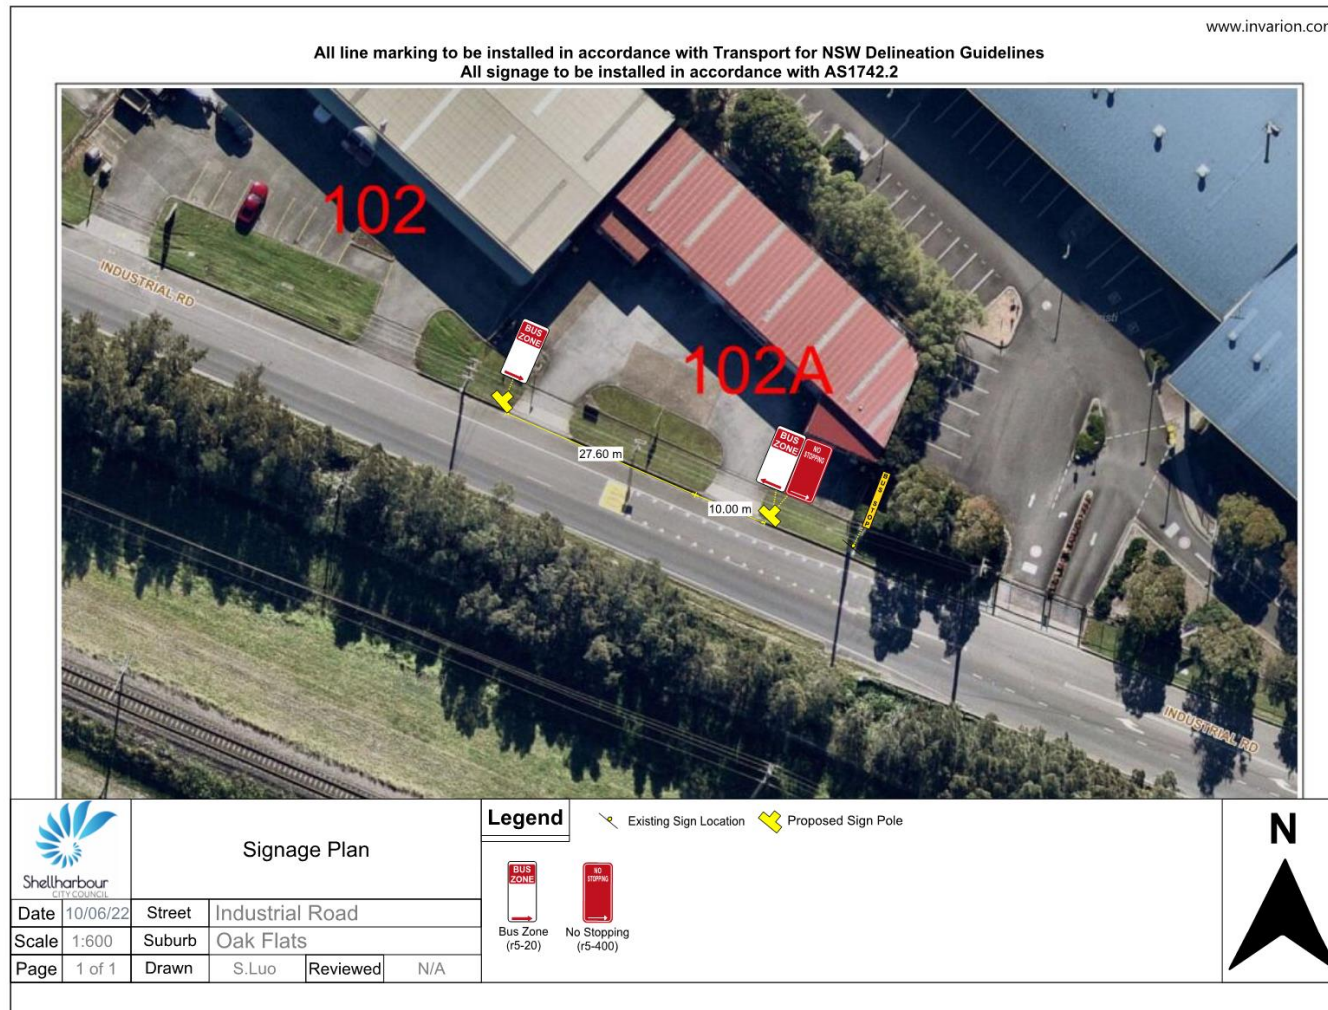 www.invarion.com
All line marking to be installed in accordance with Transport for NSW Delineation Guidelines
All signage to be installed in accordance with AS1742.2
102
INDUSTRIAL RD
BUS
ZONE
102A
27.60 m
BUS
ZONE
NO
STOPPING
BUS STOP
10.00 m
INDUSTRIAL RD
Shellharbour
CITY COUNCIL
Signage Plan
Date 10/06/22 Street Industrial Road
Scale 1:600 Suburb Oak Flats
Page 1 of 1 Drawn S.Luo Reviewed N/A
Legend
Existing Sign Location
Proposed Sign Pole
BUS
ZONE
Bus Zone
(r5-20)
NO
STOPPING
No Stopping
(r5-400)
N